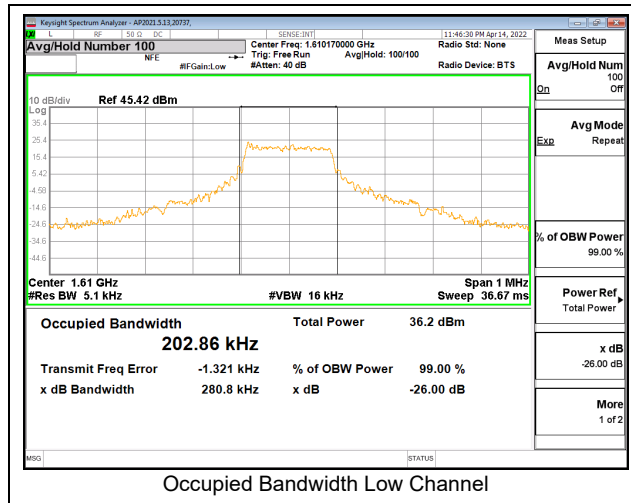 Keysight Spectrum Analyzer - AP2021.5.13,20737,
RF 50 Ω DC SENSE:INT 11:46:30 PM Apr 14, 2022
Avg/Hold Number 100
Center Freq: 1.610170000 GHz Radio Std: None
NFE Trig: Free Run Avg|Hold: 100/100
#IFGain:Low #Atten: 40 dB Radio Device: BTS
10 dB/div Ref 45.42 dBm
Log
35.4
25.4
15.4
5.42
-4.58
-14.6
-24.6
-34.6
-44.6
Center 1.61 GHz Span 1 MHz
#Res BW 5.1 kHz #VBW 16 kHz Sweep 36.67 ms
Occupied Bandwidth Total Power 36.2 dBm
202.86 kHz
Transmit Freq Error -1.321 kHz % of OBW Power 99.00 %
x dB Bandwidth 280.8 kHz x dB -26.00 dB
MSG STATUS
Meas Setup
Avg/Hold Num
100
On Off
Avg Mode
Exp Repeat
% of OBW Power
99.00 %
Power Ref
Total Power
x dB
-26.00 dB
More
1 of 2
Occupied Bandwidth Low Channel